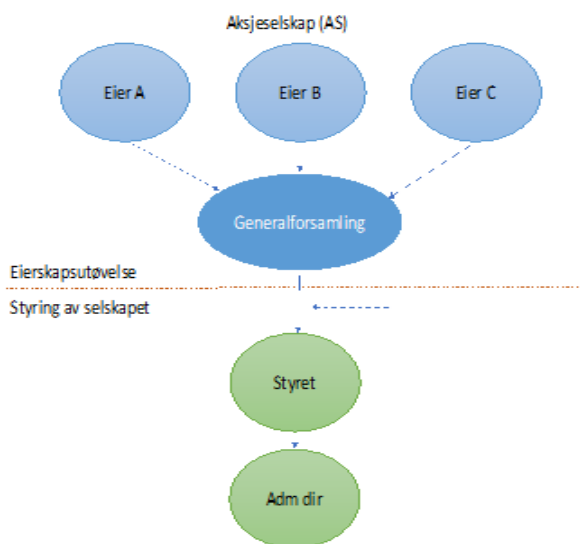 Aksjeselskap (AS)
Eier A
Eier B
Eier C
Generalforsamling
Eierskapsutøvelse
Styring av selskapet
Styret
Adm dir